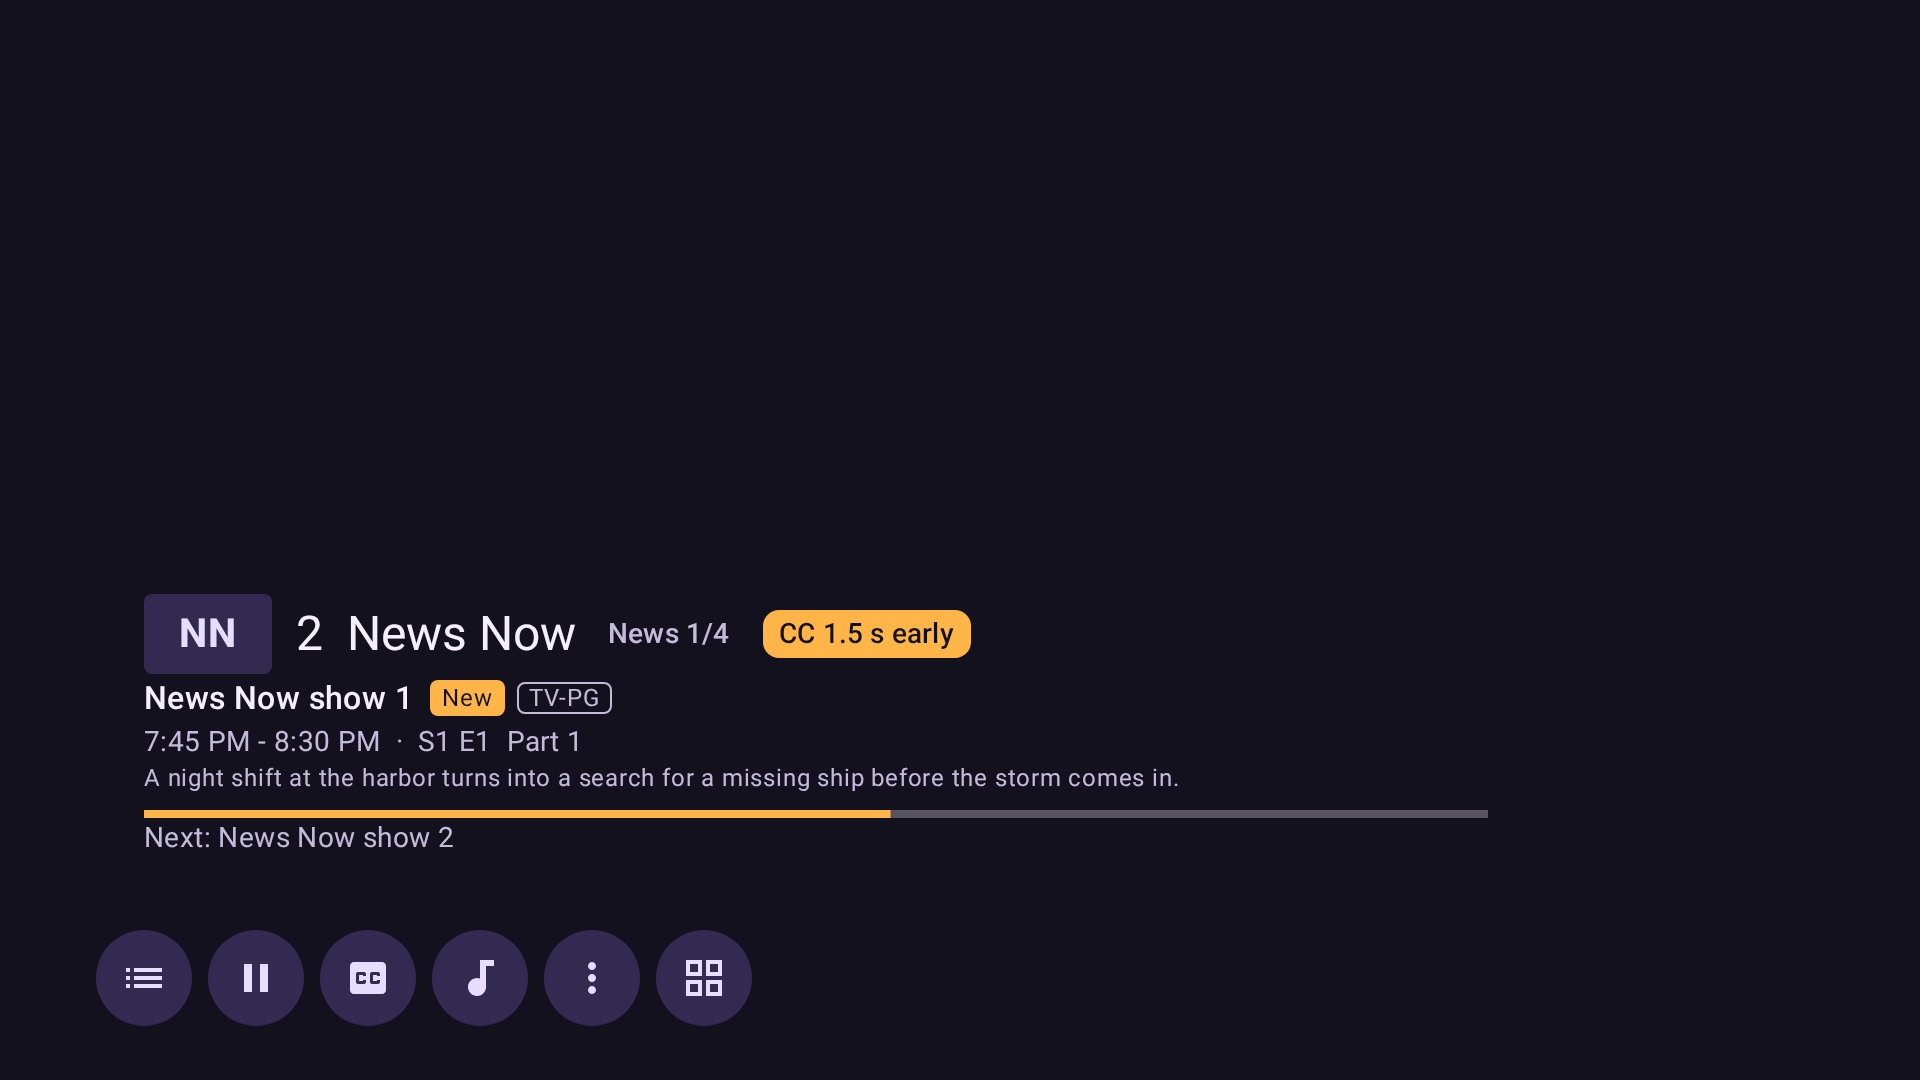 NN 2 News Now News 1/4 CC 1.5 s early
News Now show 1 New TV-PG
7:45 PM - 8:30 PM · S1 E1 Part 1
A night shift at the harbor turns into a search for a missing ship before the storm comes in.
Next: News Now show 2
CC